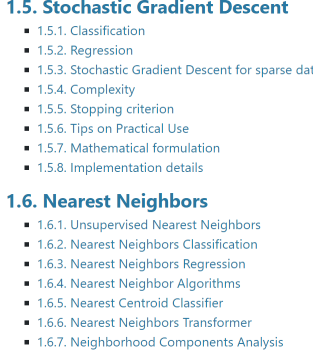 1.5. Stochastic Gradient Descent
1.5.1. Classification
1.5.2. Regression
1.5.3. Stochastic Gradient Descent for sparse dat
1.5.4. Complexity
1.5.5. Stopping criterion
1.5.6. Tips on Practical Use
1.5.7. Mathematical formulation
1.5.8. Implementation details
1.6. Nearest Neighbors
1.6.1. Unsupervised Nearest Neighbors
1.6.2. Nearest Neighbors Classification
1.6.3. Nearest Neighbors Regression
1.6.4. Nearest Neighbor Algorithms
1.6.5. Nearest Centroid Classifier
1.6.6. Nearest Neighbors Transformer
1.6.7. Neighborhood Components Analysis